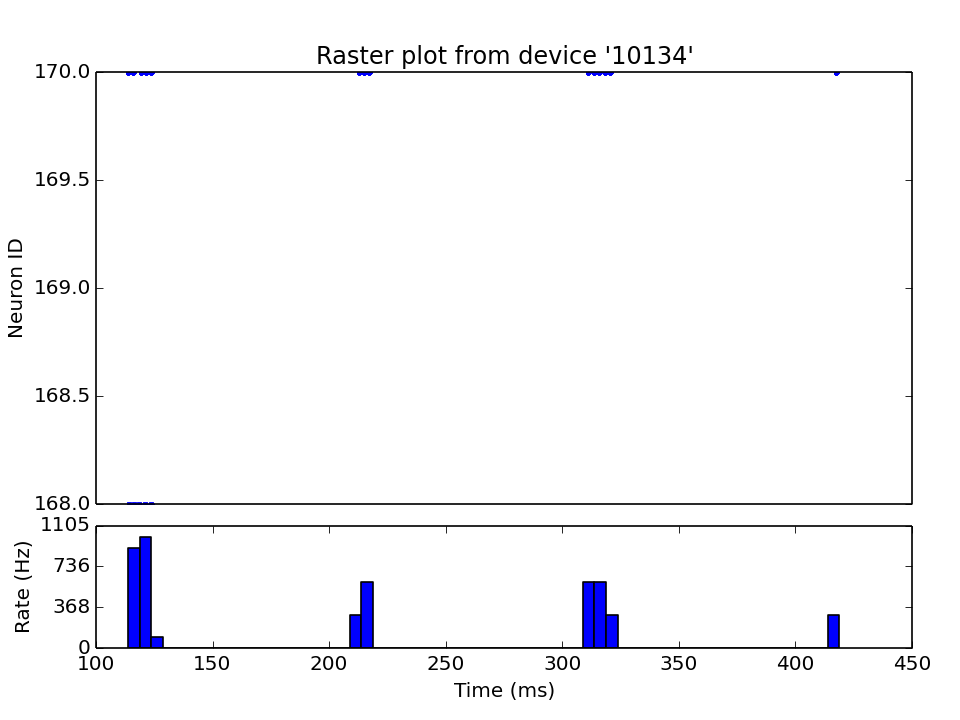 Raster plot from device '10134'
170.0
169.5
169.0
168.5
168.0
Neuron ID
1105
736
368
0
Rate (Hz)
100 150 200 250 300 350 400 450
Time (ms)